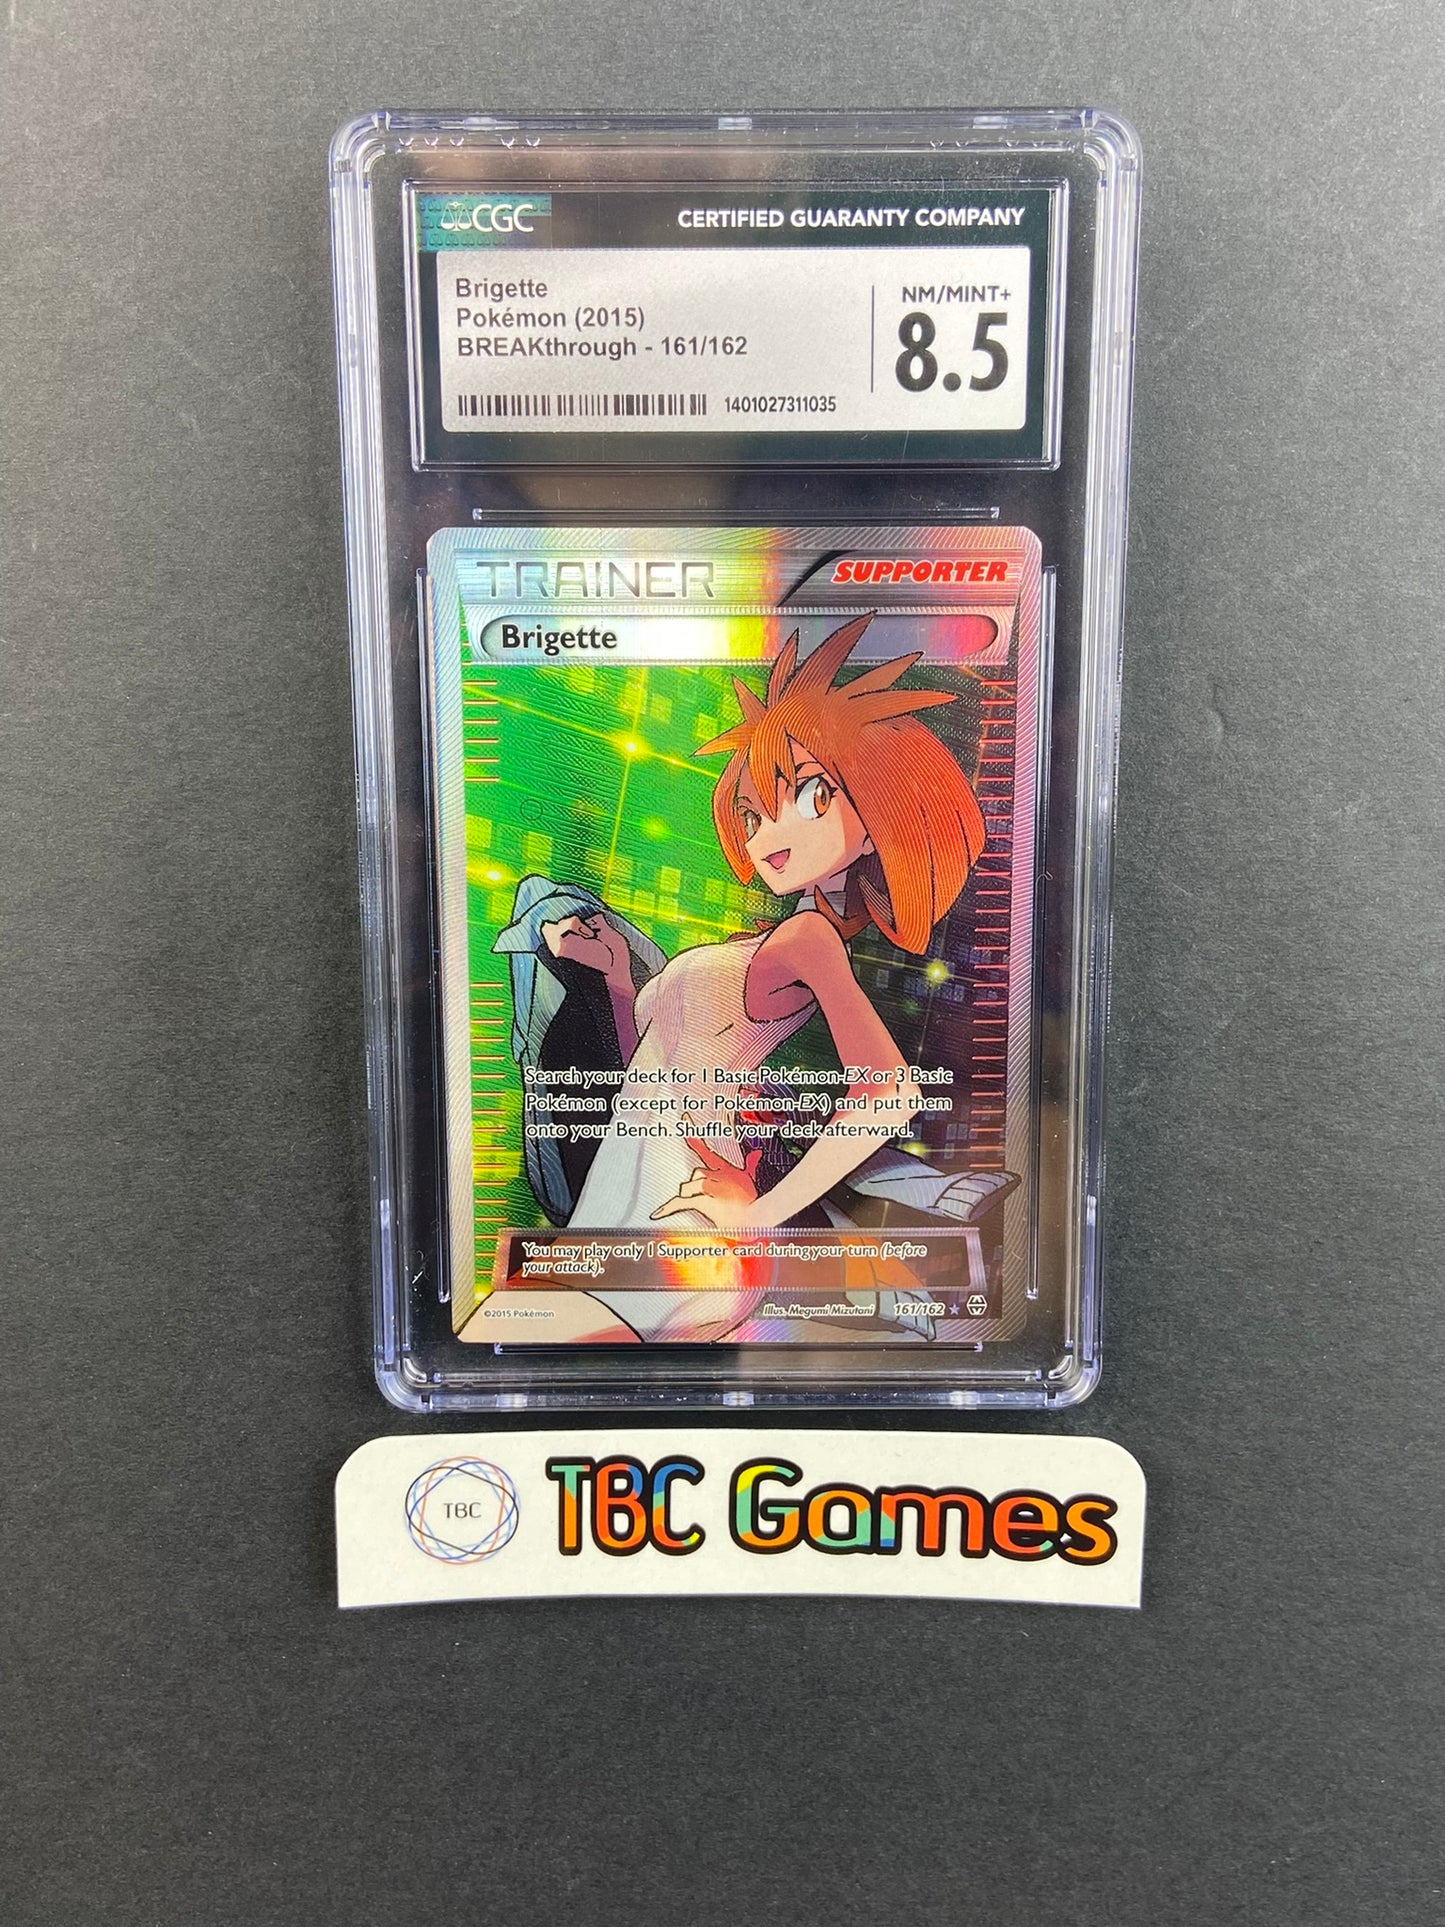 CGC
CERTIFIED GUARANTY COMPANY
Brigette
Pokémon (2015)
BREAKthrough - 161/162
NM/MINT+
8.5
1401027311035
TRAINER
SUPPORTER
Brigette
Search your deck for 1 Basic Pokémon-EX or 3 Basic
Pokémon (except for Pokémon-EX) and put them
onto your Bench. Shuffle your deck afterward.
You may play only 1 Supporter card during your turn (before
your attack).
©2015 Pokémon
Illus. Megumi Mizutani
161/162
TBC
TBC Games